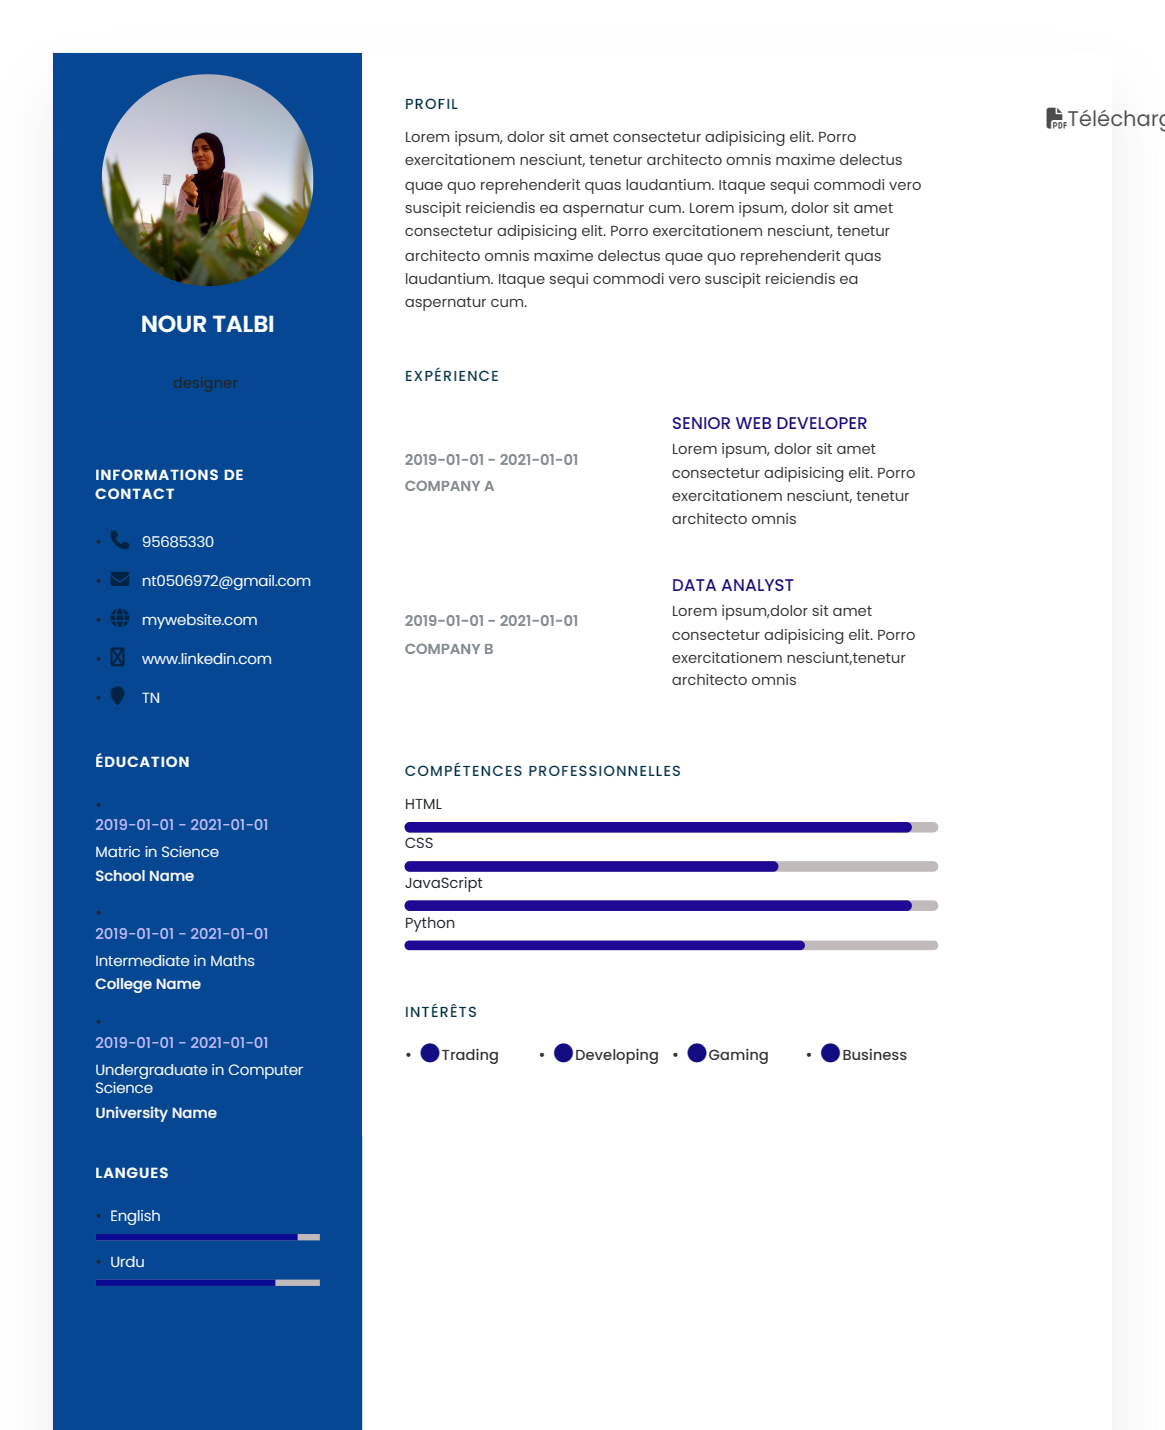 NOUR TALBI
designer
INFORMATIONS DE
CONTACT
• 95685330
• nt0506972@gmail.com
• mywebsite.com
• www.linkedin.com
• TN
ÉDUCATION
•
2019-01-01 - 2021-01-01
Matric in Science
School Name
•
2019-01-01 - 2021-01-01
Intermediate in Maths
College Name
•
2019-01-01 - 2021-01-01
Undergraduate in Computer
Science
University Name
LANGUES
• English
• Urdu
PROFIL
Lorem ipsum, dolor sit amet consectetur adipisicing elit. Porro
exercitationem nesciunt, tenetur architecto omnis maxime delectus
quae quo reprehenderit quas laudantium. Itaque sequi commodi vero
suscipit reiciendis ea aspernatur cum. Lorem ipsum, dolor sit amet
consectetur adipisicing elit. Porro exercitationem nesciunt, tenetur
architecto omnis maxime delectus quae quo reprehenderit quas
laudantium. Itaque sequi commodi vero suscipit reiciendis ea
aspernatur cum.
EXPÉRIENCE
2019-01-01 - 2021-01-01
COMPANY A
SENIOR WEB DEVELOPER
Lorem ipsum, dolor sit amet
consectetur adipisicing elit. Porro
exercitationem nesciunt, tenetur
architecto omnis
2019-01-01 - 2021-01-01
COMPANY B
DATA ANALYST
Lorem ipsum,dolor sit amet
consectetur adipisicing elit. Porro
exercitationem nesciunt,tenetur
architecto omnis
COMPÉTENCES PROFESSIONNELLES
HTML
CSS
JavaScript
Python
INTÉRÊTS
• Trading • Developing • Gaming • Business
PDF